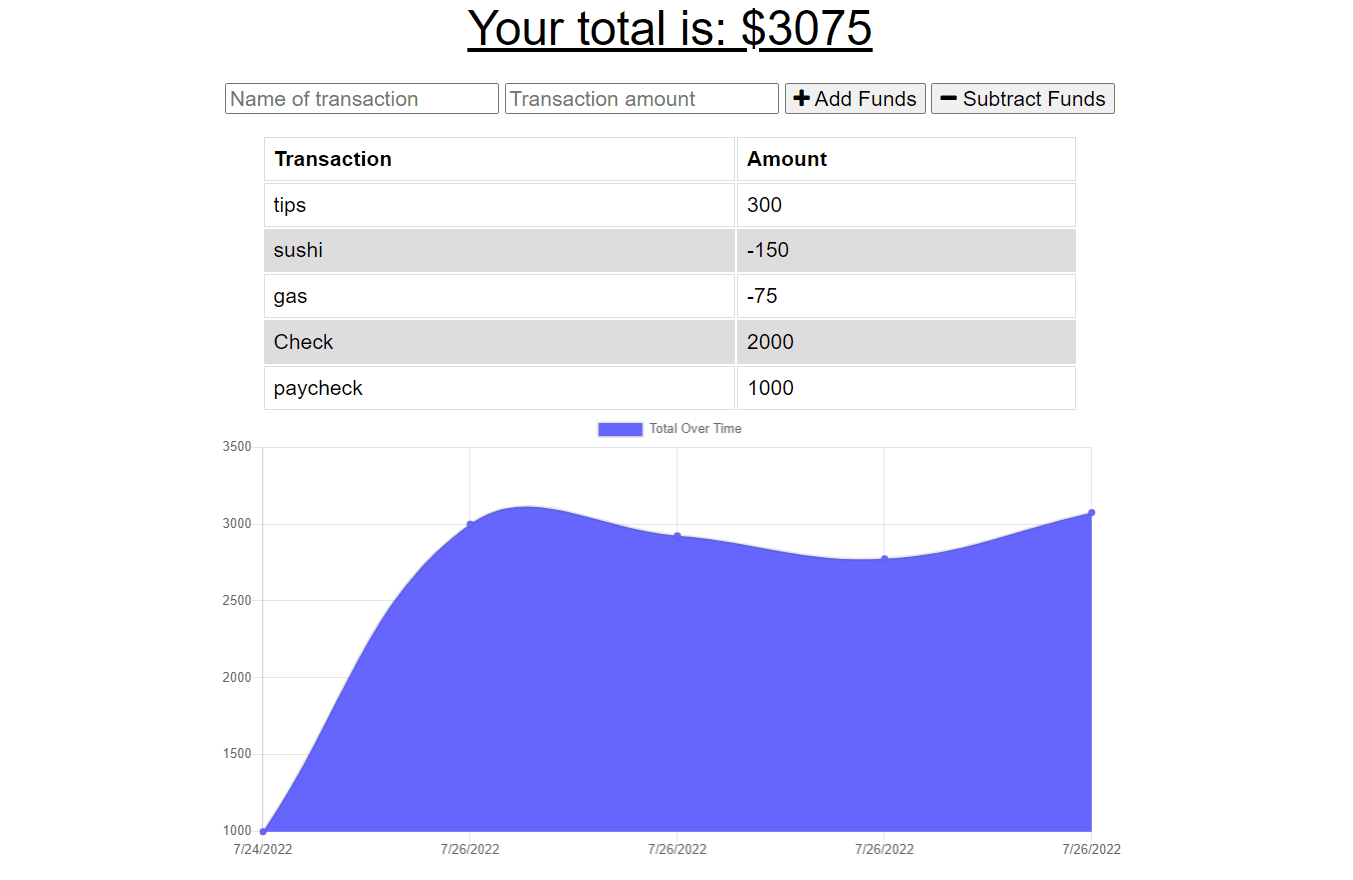 Your total is: $3075
Name of transaction Transaction amount Add Funds Subtract Funds
Transaction Amount
tips 300
sushi -150
gas -75
Check 2000
paycheck 1000
Total Over Time
3500
3000
2500
2000
1500
1000
7/24/2022 7/26/2022 7/26/2022 7/26/2022 7/26/2022